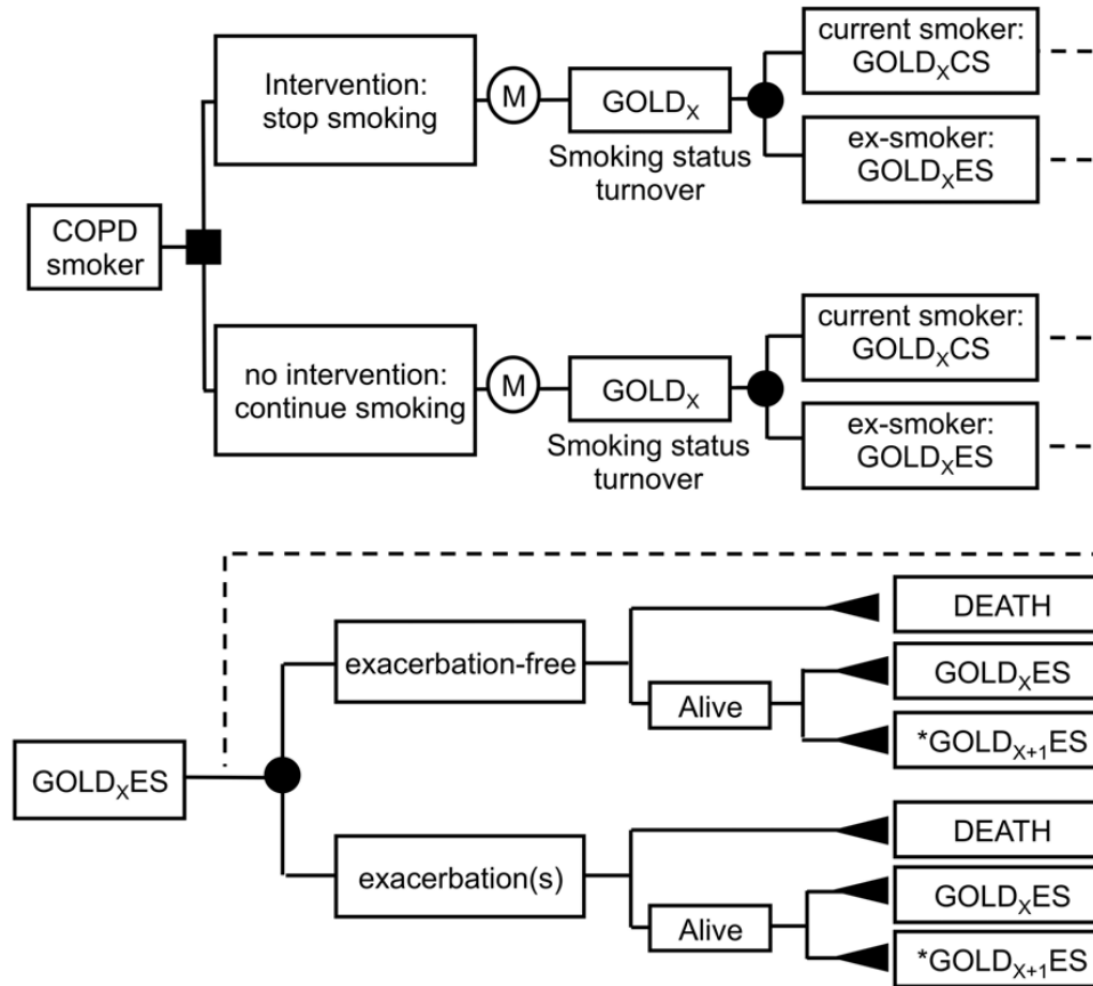 COPD
smoker
Intervention:
stop smoking
M
GOLDX
Smoking status
turnover
current smoker:
GOLDXCS
ex-smoker:
GOLDXES
no intervention:
continue smoking
M
GOLDX
Smoking status
turnover
current smoker:
GOLDXCS
ex-smoker:
GOLDXES
GOLDXES
exacerbation-free
DEATH
Alive
GOLDXES
*GOLDX+1ES
exacerbation(s)
DEATH
Alive
GOLDXES
*GOLDX+1ES